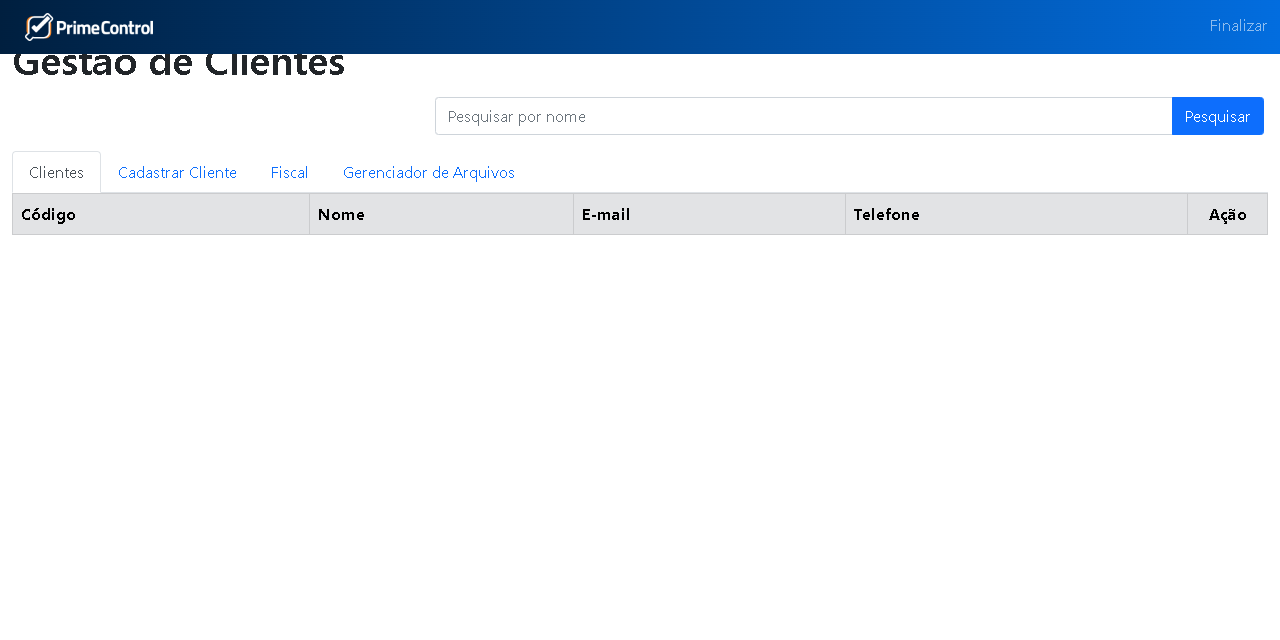 PrimeControl
Finalizar
Gestão de Clientes
Pesquisar por nome
Pesquisar
Clientes
Cadastrar Cliente
Fiscal
Gerenciador de Arquivos
Código
Nome
E-mail
Telefone
Ação